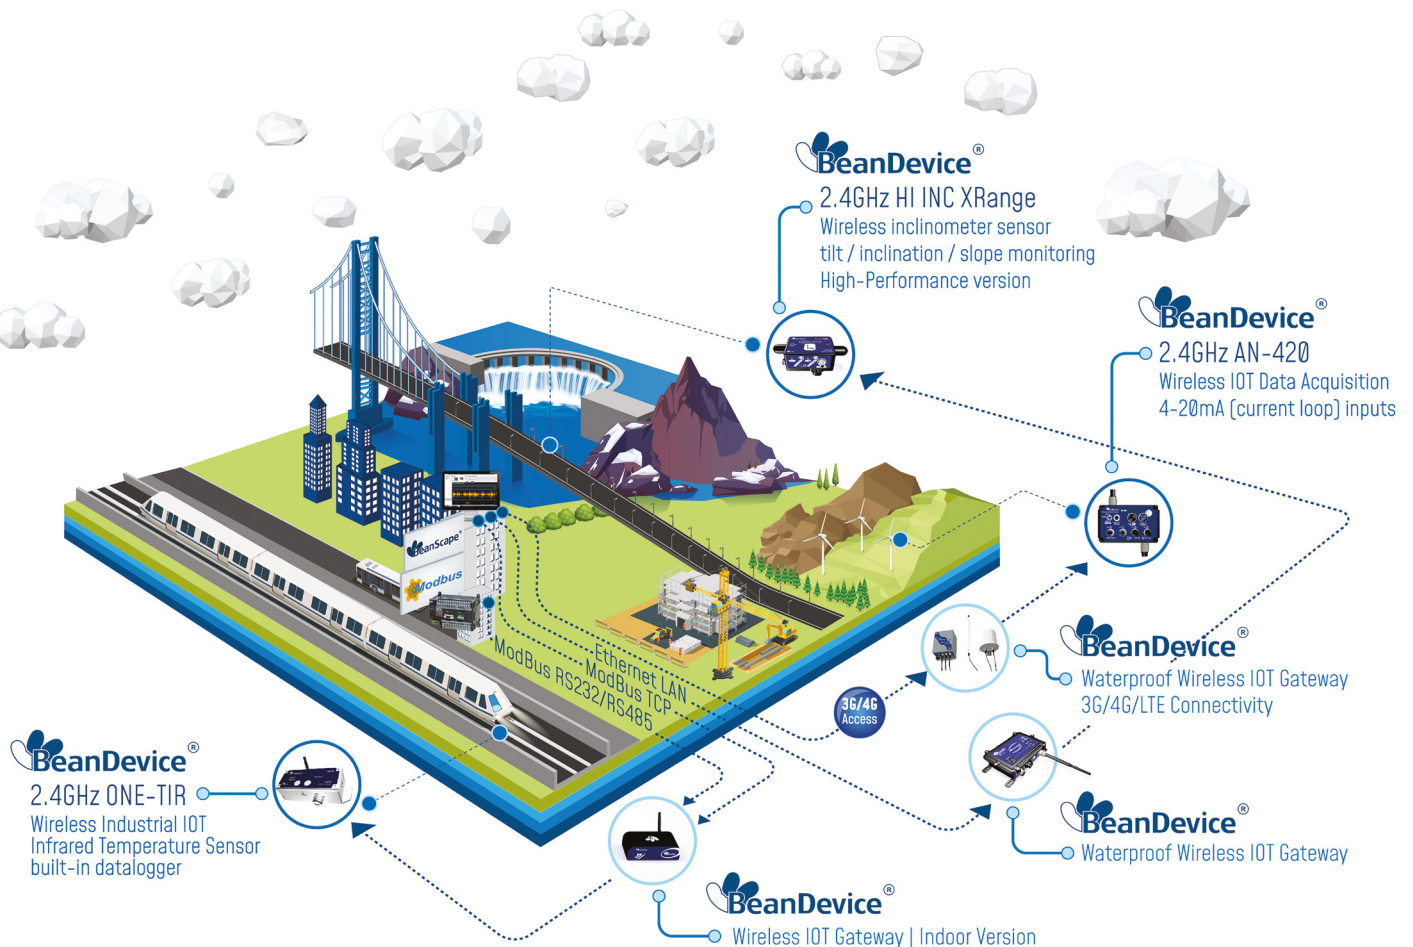 BeanDevice®
2.4GHz HI INC XRange
Wireless inclinometer sensor
tilt / inclination / slope monitoring
High-Performance version
BeanDevice®
2.4GHz AN-420
Wireless IOT Data Acquisition
4-20mA (current loop) inputs
BeanScape®
Modbus
Ethernet LAN
ModBus TCP
ModBus RS232/RS485
3G/4G
Access
BeanDevice®
Waterproof Wireless IOT Gateway
3G/4G/LTE Connectivity
BeanDevice®
2.4GHz ONE-TIR
Wireless Industrial IOT
Infrared Temperature Sensor
built-in datalogger
BeanDevice®
Waterproof Wireless IOT Gateway
BeanDevice®
Wireless IOT Gateway | Indoor Version